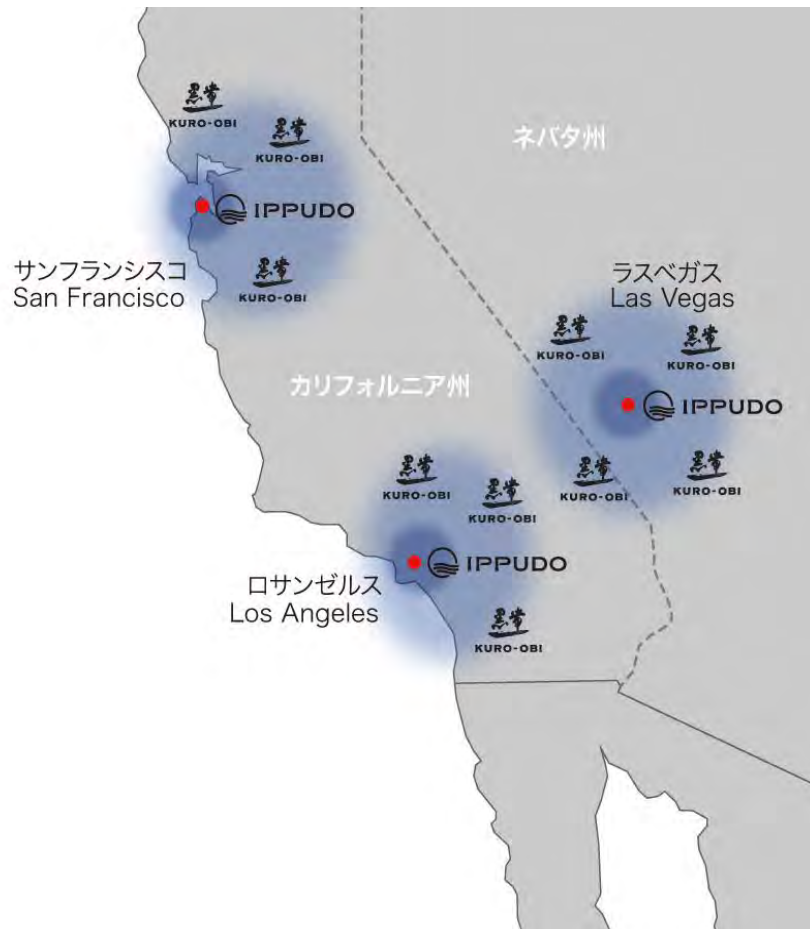 黒帯
KURO-OBI
黒帯
KURO-OBI
ネバタ州
IPPUDO
サンフランシスコ
San Francisco
黒帯
KURO-OBI
ラスベガス
Las Vegas
黒帯
KURO-OBI
黒帯
KURO-OBI
カリフォルニア州
IPPUDO
黒帯
KURO-OBI
黒帯
KURO-OBI
黒帯
KURO-OBI
黒帯
KURO-OBI
IPPUDO
ロサンゼルス
Los Angeles
黒帯
KURO-OBI